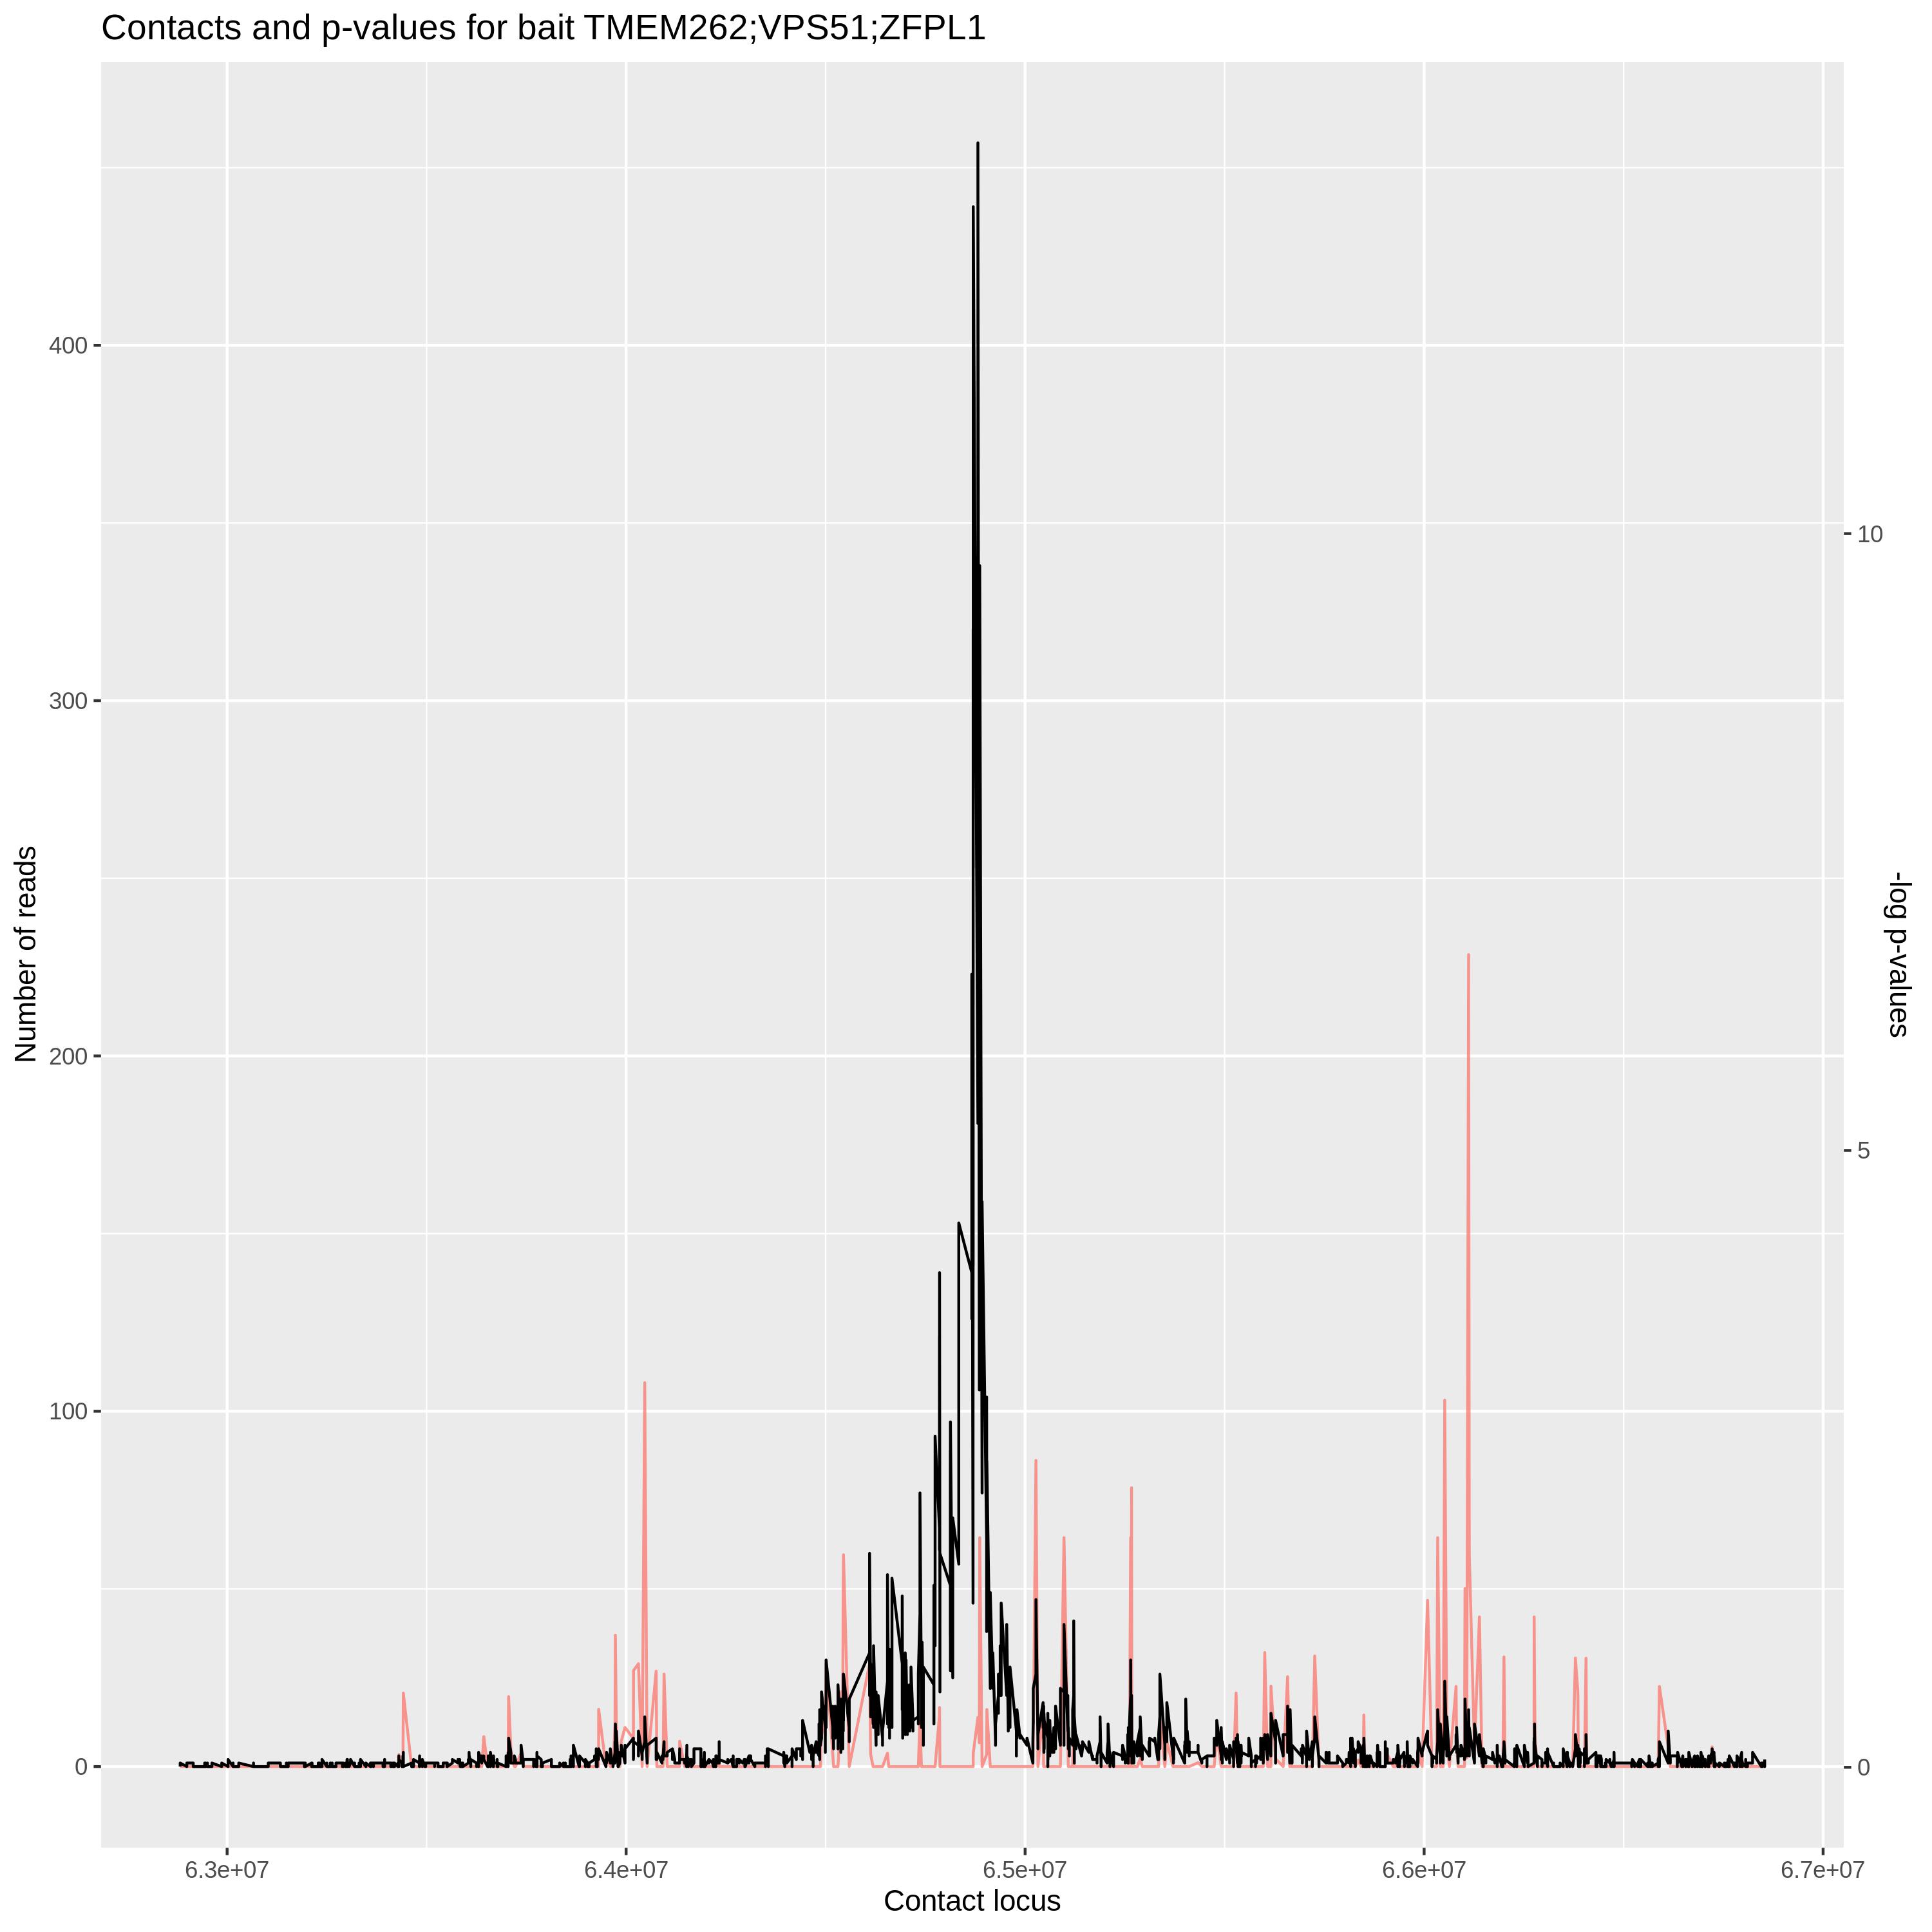 Contacts and p-values for bait TMEM262;VPS51;ZFPL1
400
300
200
100
0
10
5
0
Number of reads
-log p-values
6.3e+07 6.4e+07 6.5e+07 6.6e+07 6.7e+07
Contact locus